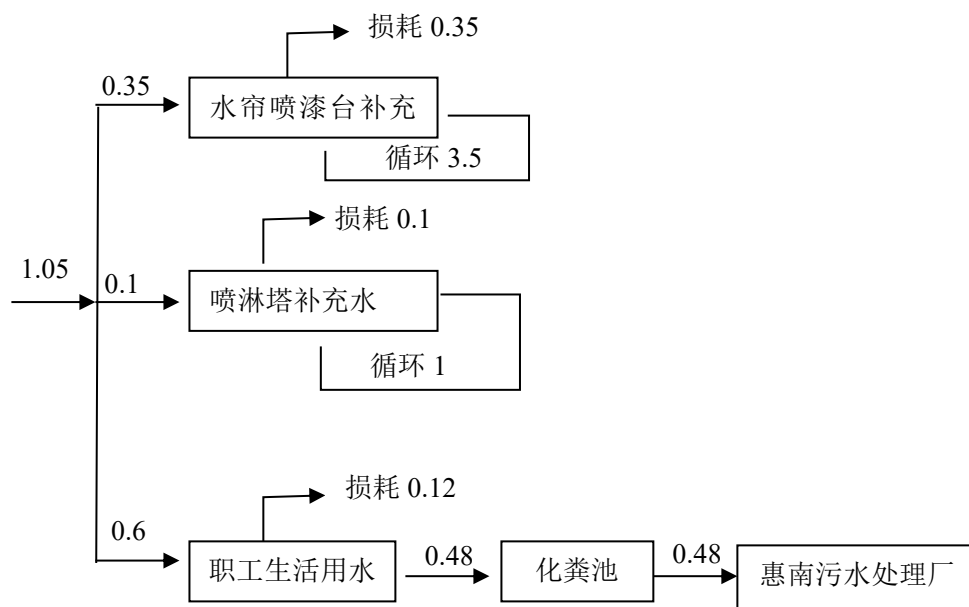 损耗 0.35
0.35
水帘喷漆台补充
循环 3.5
损耗 0.1
1.05
0.1
喷淋塔补充水
循环 1
损耗 0.12
0.6
职工生活用水
0.48
化粪池
0.48
惠南污水处理厂